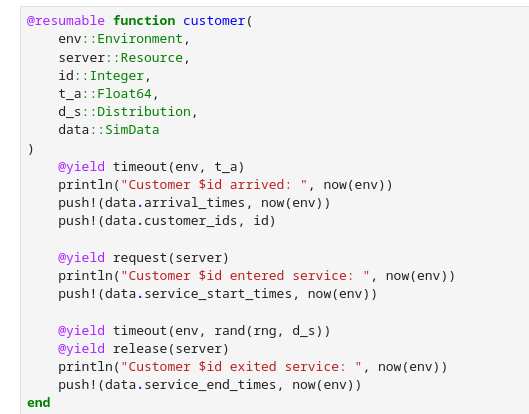 @resumable function customer(
    env::Environment,
    server::Resource,
    id::Integer,
    t_a::Float64,
    d_s::Distribution,
    data::SimData
)
    @yield timeout(env, t_a)
    println("Customer $id arrived: ", now(env))
    push!(data.arrival_times, now(env))
    push!(data.customer_ids, id)

    @yield request(server)
    println("Customer $id entered service: ", now(env))
    push!(data.service_start_times, now(env))

    @yield timeout(env, rand(rng, d_s))
    @yield release(server)
    println("Customer $id exited service: ", now(env))
    push!(data.service_end_times, now(env))
end